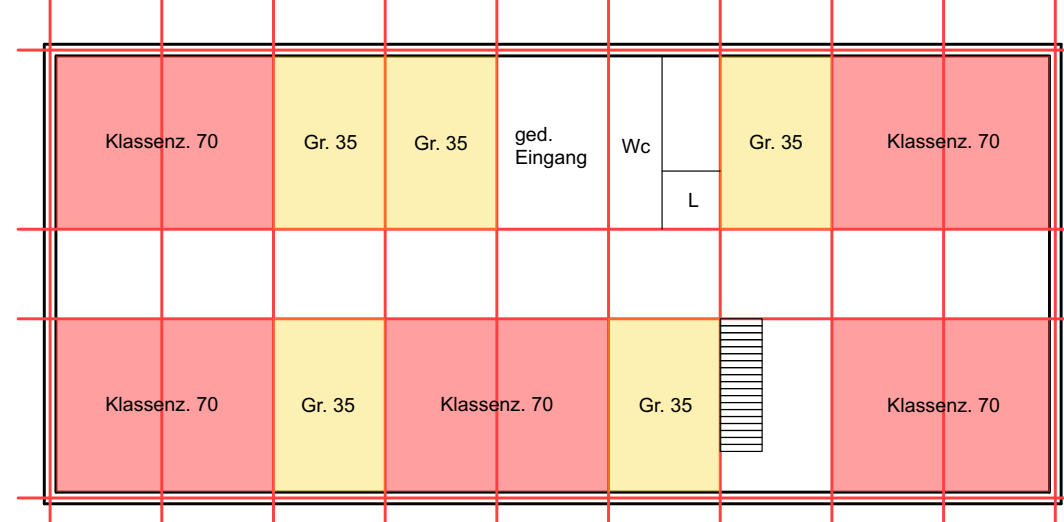 Klassenz. 70
Gr. 35
Gr. 35
ged.
Eingang
Wc
L
Gr. 35
Klassenz. 70
Klassenz. 70
Gr. 35
Klassenz. 70
Gr. 35
Klassenz. 70